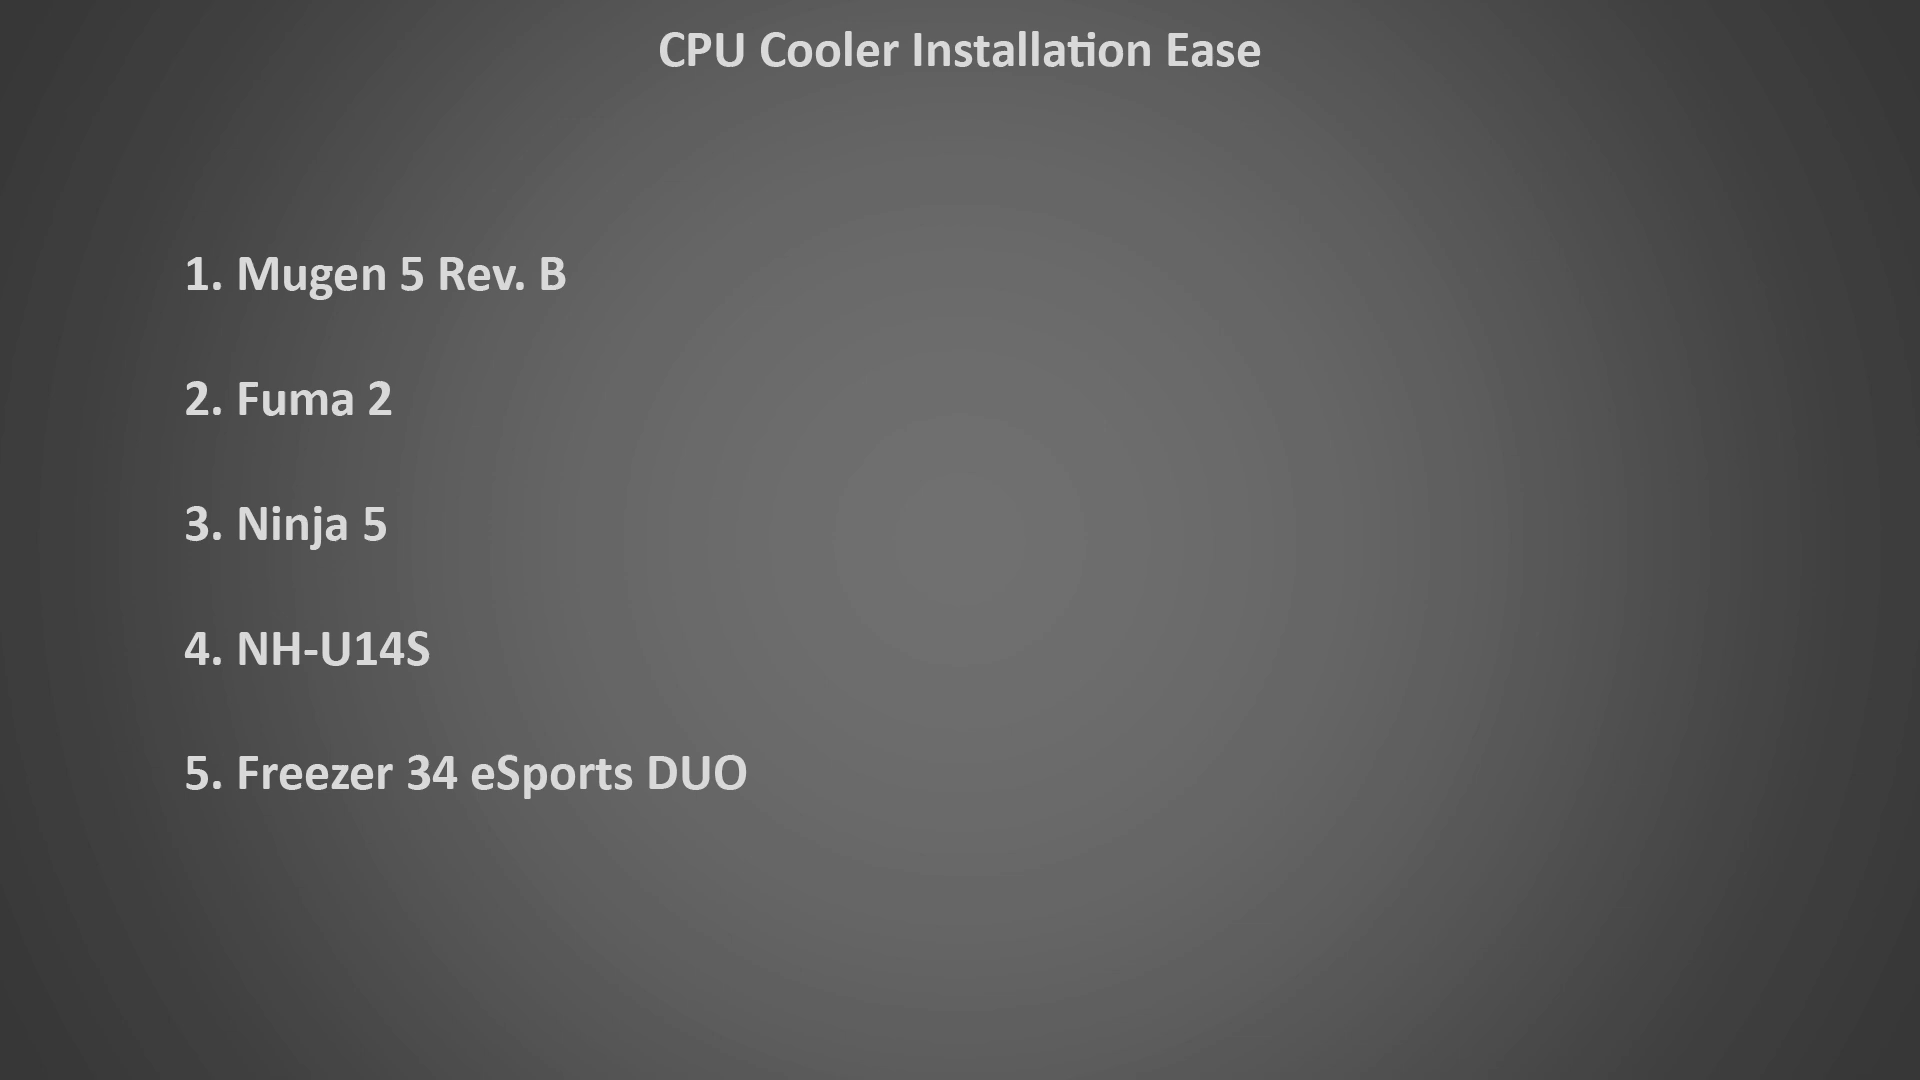 CPU Cooler Installation Ease
1. Mugen 5 Rev. B
2. Fuma 2
3. Ninja 5
4. NH-U14S
5. Freezer 34 eSports DUO